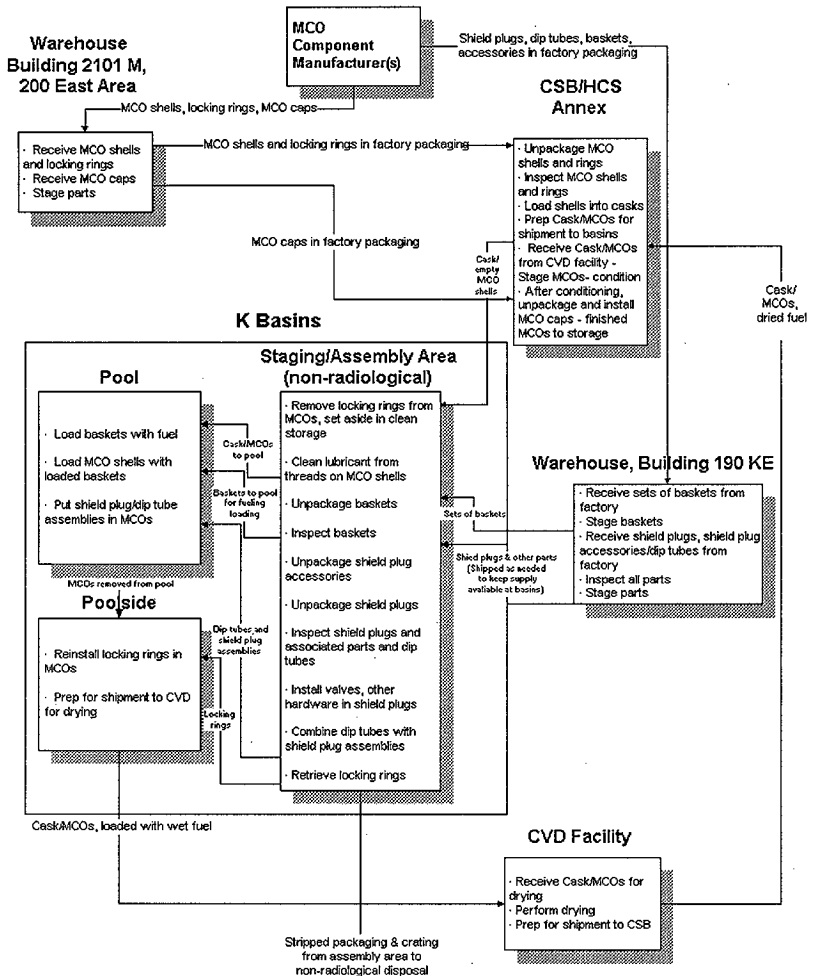 MCO
Component
Manufacturer(s)
Shield plugs, dip tubes, baskets,
accessories in factory packaging
Warehouse
Building 2101 M,
200 East Area
MCO shells, locking rings, MCO caps
· Receive MCO shells
and locking rings
· Receive MCO caps
· Stage parts
MCO shells and locking rings in factory packaging
MCO caps in factory packaging
CSB/HCS
Annex
· Unpackage MCO
shells and rings
· Inspect MCO shells
and rings
· Load shells into casks
· Prep Cask/MCOs for
shipment to basins
· Receive Cask/MCOs
from CVD facility -
Stage MCOs- condition
· After conditioning,
unpackage and install
MCO caps - finished
MCOs to storage
Cask/
empty
MCO
shells
Cask/
MCOs,
dried fuel
K Basins
Pool
· Load baskets with fuel
· Load MCO shells with
loaded baskets
· Put shield plug/dip tube
assemblies in MCOs
Staging/Assembly Area
(non-radiological)
· Remove locking rings from
MCOs, set aside in clean
storage
· Clean lubricant from
threads on MCO shells
· Unpackage baskets
· Inspect baskets
· Unpackage shield plug
accessories
· Unpackage shield plugs
· Inspect shield plugs and
associated parts and dip
tubes
· Install valves, other
hardware in shield plugs
· Combine dip tubes with
shield plug assemblies
· Retrieve locking rings
Cask/MCOs
to pool
Baskets to pool
for fueling
loading
Dip tubes and
shield plug
assemblies
Locking
rings
MCOs removed from pool
Poolside
· Reinstall locking rings in
MCOs
· Prep for shipment to CVD
for drying
Warehouse, Building 190 KE
· Receive sets of baskets from
factory
· Stage baskets
· Receive shield plugs, shield plug
accessories/dip tubes from
factory
· Inspect all parts
· Stage parts
Sets of baskets
Shied plugs & other parts
(Shipped as needed
to keep supply
available at basins)
Cask/MCOs, loaded with wet fuel
CVD Facility
· Receive Cask/MCOs for
drying
· Perform drying
· Prep for shipment to CSB
Stripped packaging & crating
from assembly area to
non-radiological disposal